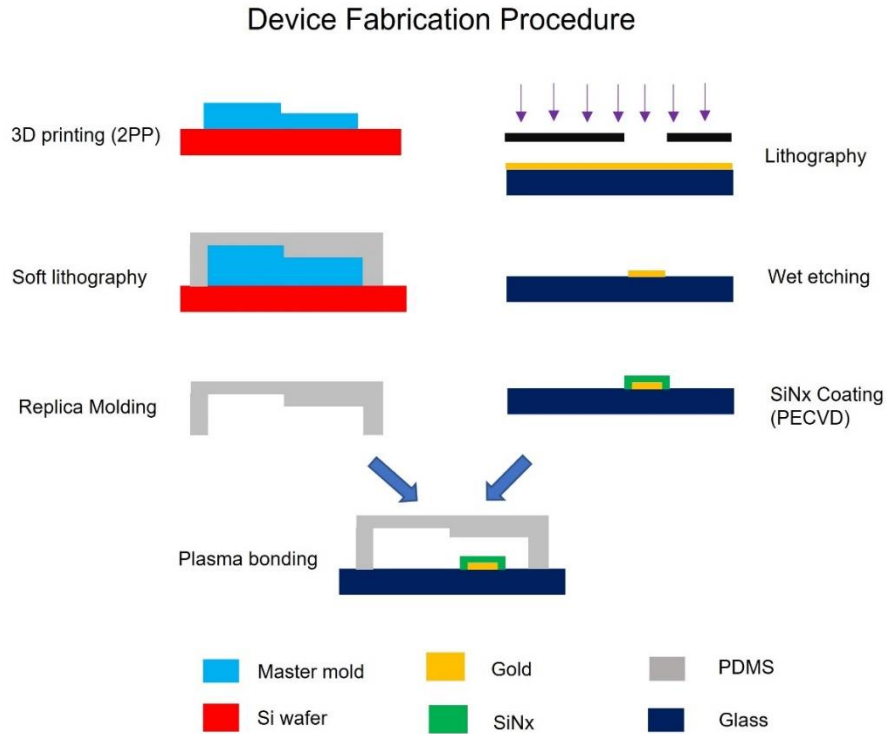 Device Fabrication Procedure
3D printing (2PP)
Lithography
Soft lithography
Wet etching
Replica Molding
SiNx Coating
(PECVD)
Plasma bonding
Master mold
Gold
PDMS
Si wafer
SiNx
Glass